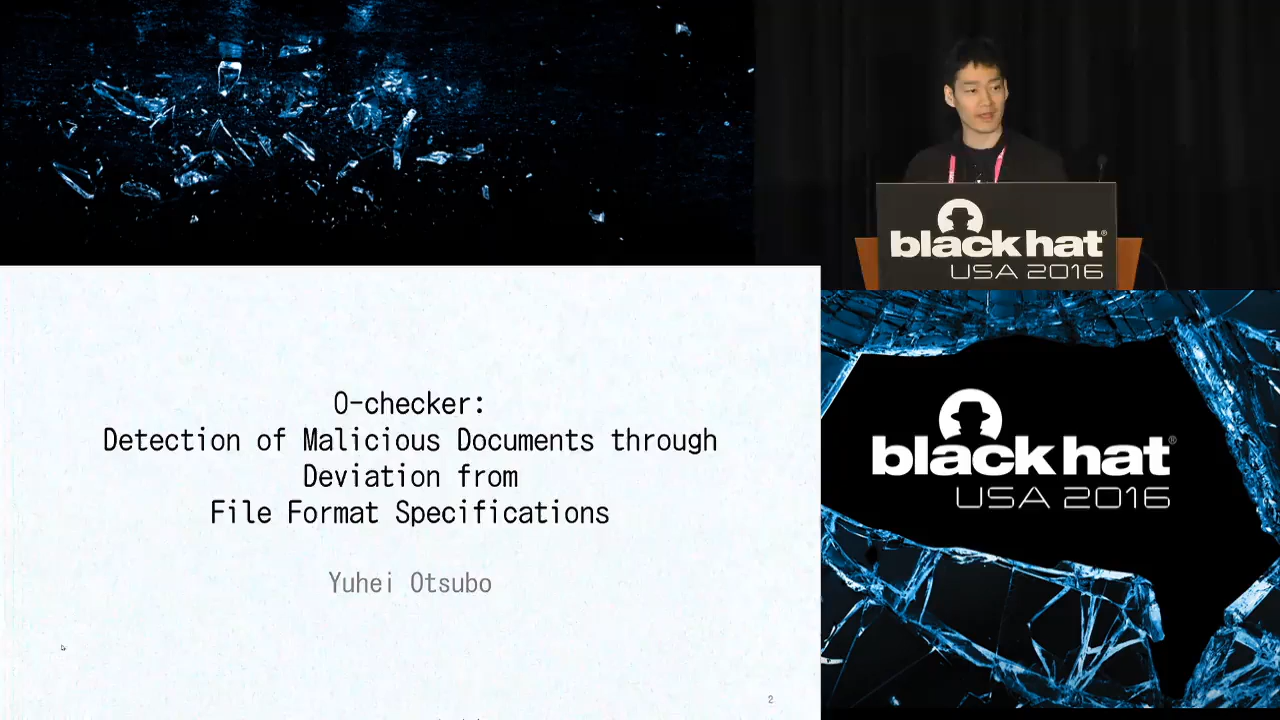 black hat®
USA 2016
O-checker:
Detection of Malicious Documents through
Deviation from
File Format Specifications
Yuhei Otsubo
2
black hat®
USA 2016